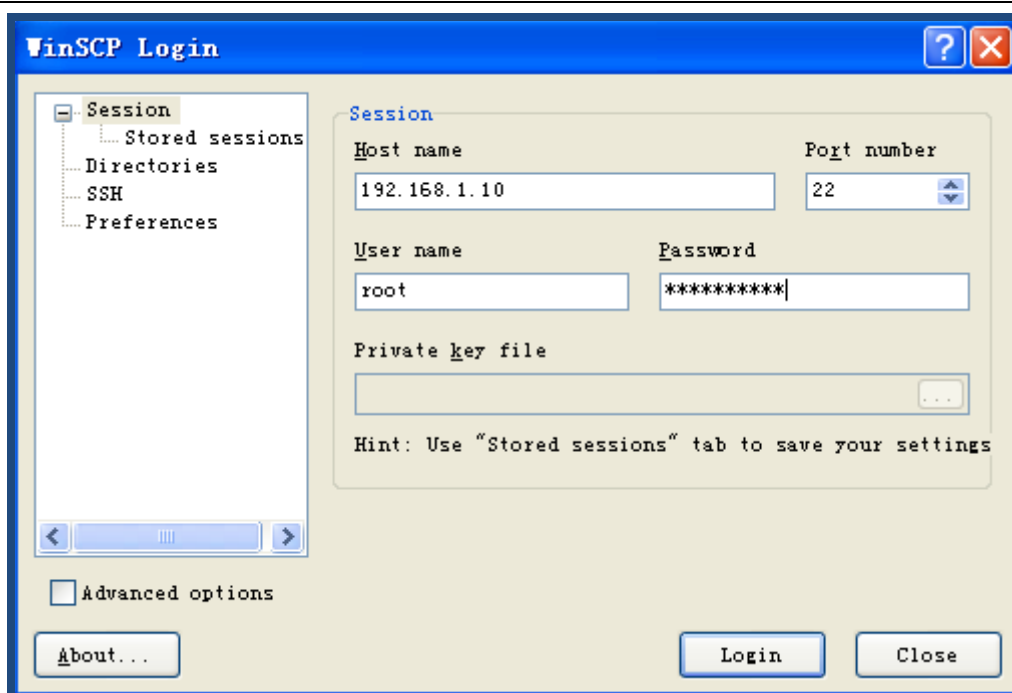 WinSCP Login
Session
Stored sessions
Directories
SSH
Preferences
Session
Host name Port number
192.168.1.10 22
User name Password
root **********
Private key file
...
Hint: Use "Stored sessions" tab to save your settings
Advanced options
About... Login Close